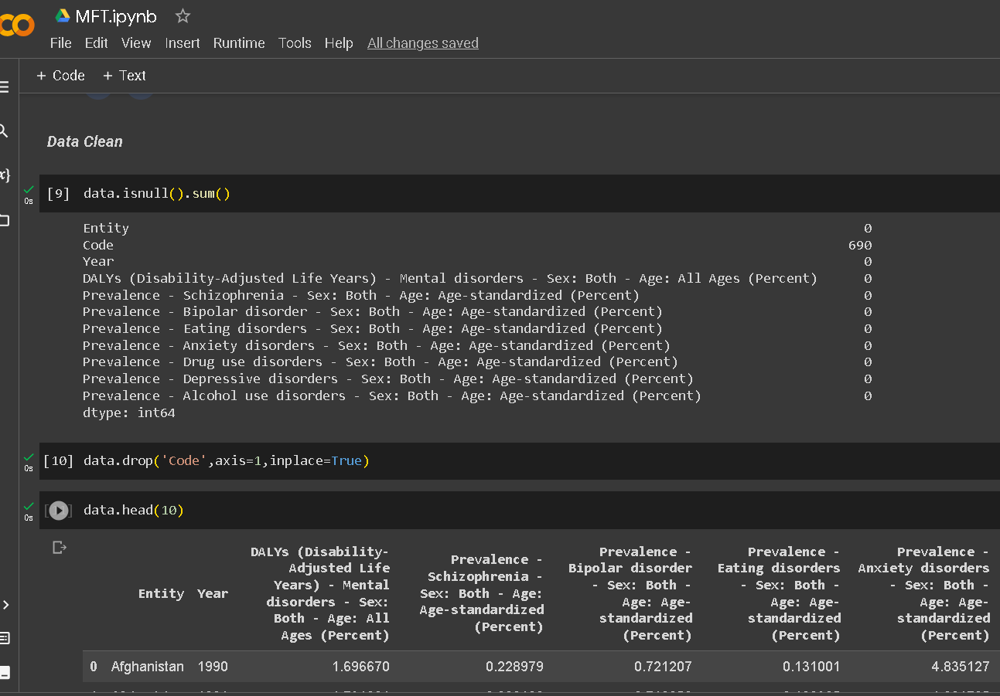 MFT.ipynb
File Edit View Insert Runtime Tools Help All changes saved
+ Code + Text
Data Clean
[9] data.isnull().sum()
0s
Entity 0
Code 690
Year 0
DALYs (Disability-Adjusted Life Years) - Mental disorders - Sex: Both - Age: All Ages (Percent) 0
Prevalence - Schizophrenia - Sex: Both - Age: Age-standardized (Percent) 0
Prevalence - Bipolar disorder - Sex: Both - Age: Age-standardized (Percent) 0
Prevalence - Eating disorders - Sex: Both - Age: Age-standardized (Percent) 0
Prevalence - Anxiety disorders - Sex: Both - Age: Age-standardized (Percent) 0
Prevalence - Drug use disorders - Sex: Both - Age: Age-standardized (Percent) 0
Prevalence - Depressive disorders - Sex: Both - Age: Age-standardized (Percent) 0
Prevalence - Alcohol use disorders - Sex: Both - Age: Age-standardized (Percent) 0
dtype: int64
[10] data.drop('Code',axis=1,inplace=True)
0s
data.head(10)
0s
Entity Year
DALYs (Disability-
Adjusted Life
Years) - Mental
disorders - Sex:
Both - Age: All
Ages (Percent)
Prevalence -
Schizophrenia -
Sex: Both - Age:
Age-standardized
(Percent)
Prevalence -
Bipolar disorder
- Sex: Both -
Age: Age-
standardized
(Percent)
Prevalence -
Eating disorders
- Sex: Both -
Age: Age-
standardized
(Percent)
Prevalence -
Anxiety disorders
- Sex: Both -
Age: Age-
standardized
(Percent)
0 Afghanistan 1990 1.696670 0.228979 0.721207 0.131001 4.835127